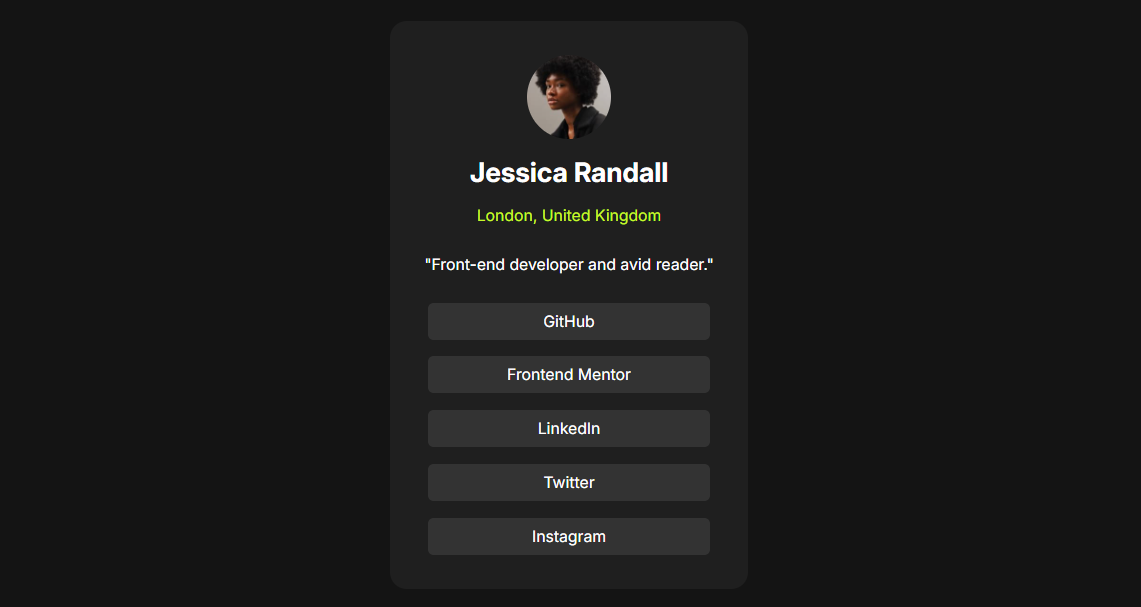 Jessica Randall
London, United Kingdom
"Front-end developer and avid reader."
GitHub
Frontend Mentor
LinkedIn
Twitter
Instagram